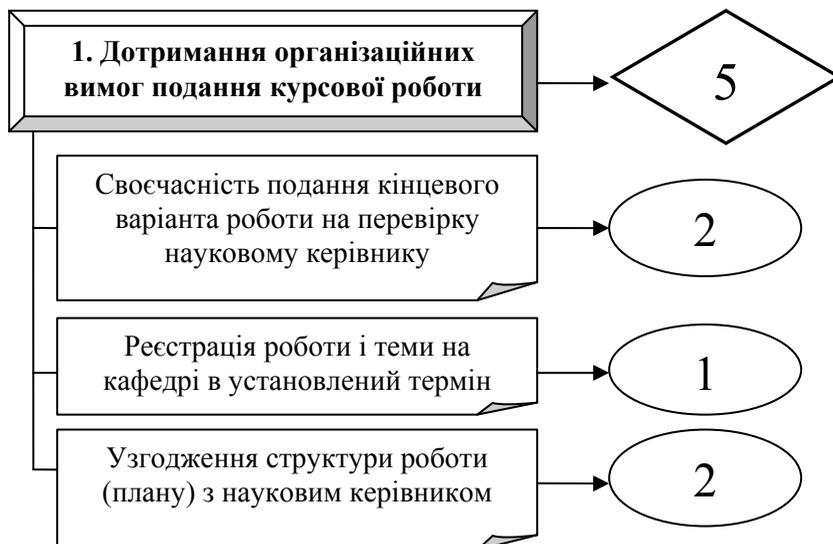 1. Дотримання організаційних
вимог подання курсової роботи
5
Своєчасність подання кінцевого
варіанта роботи на перевірку
науковому керівнику
2
Реєстрація роботи і теми на
кафедрі в установлений термін
1
Узгодження структури роботи
(плану) з науковим керівником
2